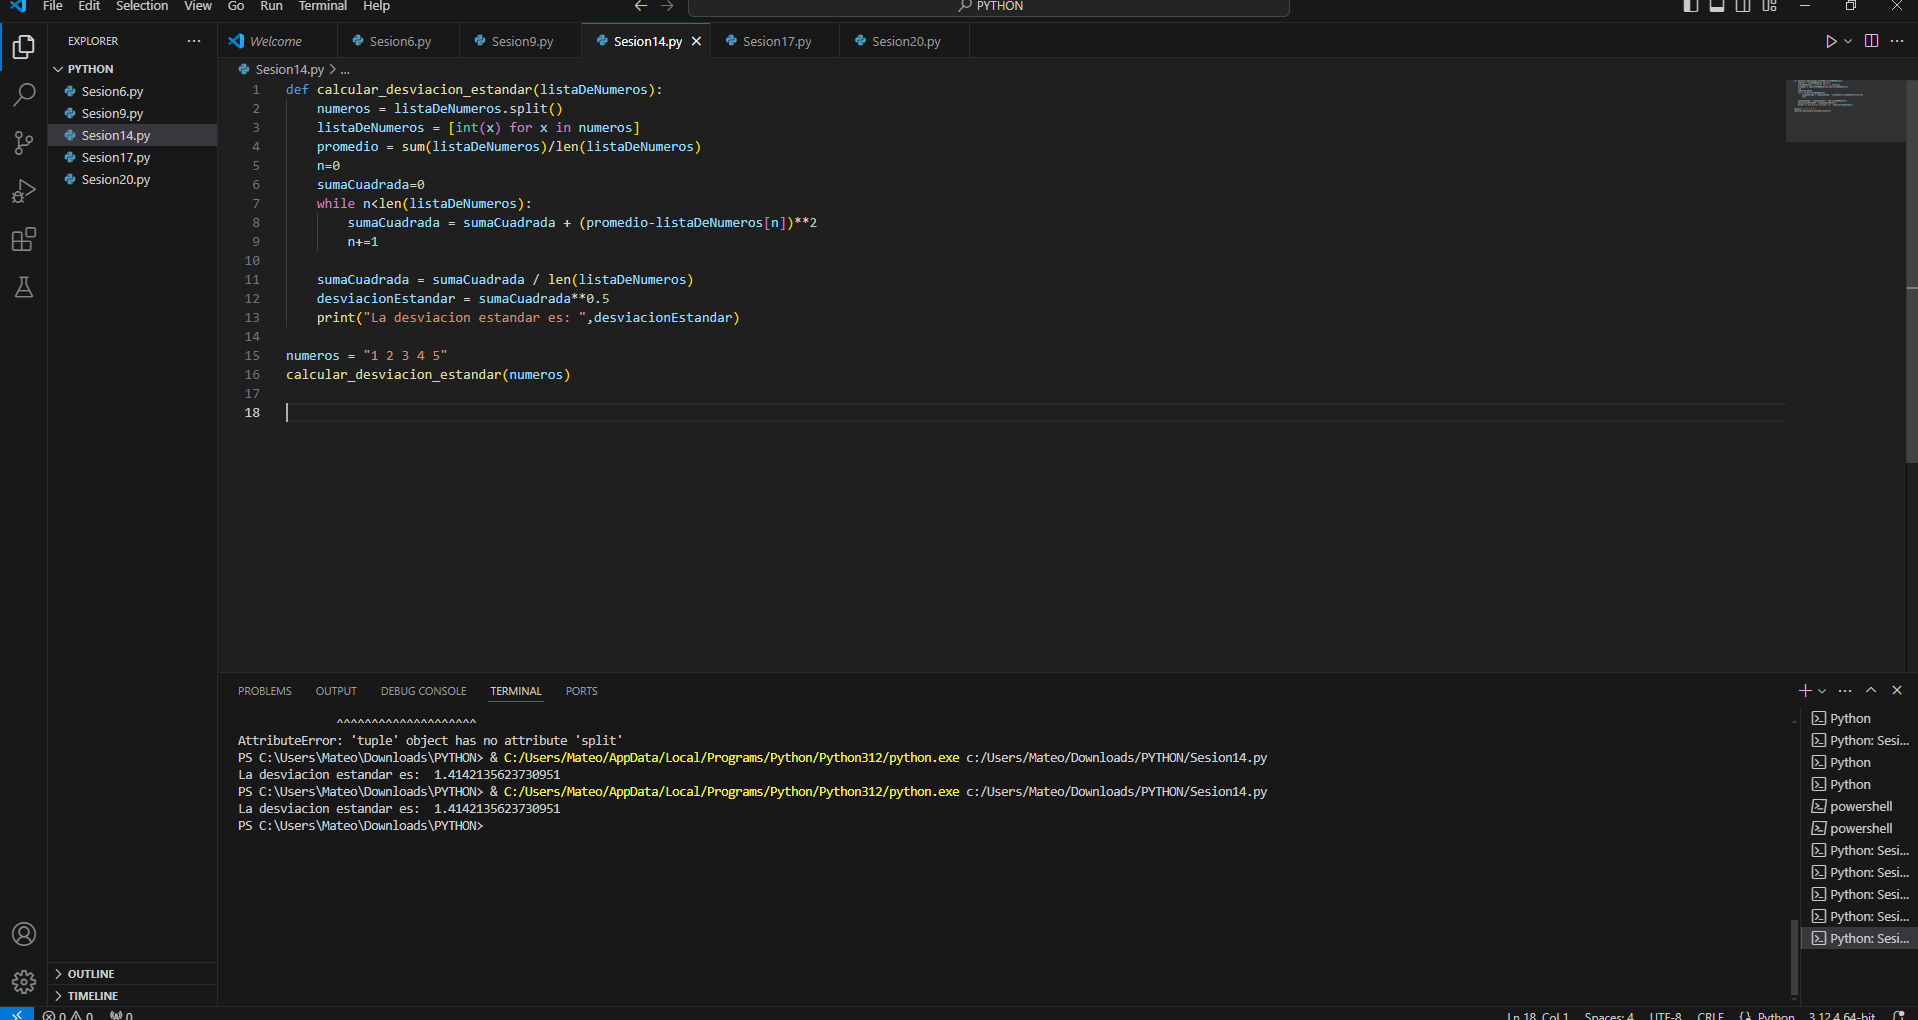 File Edit Selection View Go Run Terminal Help
PYTHON
EXPLORER
Welcome Sesion6.py Sesion9.py Sesion14.py Sesion17.py Sesion20.py
PYTHON
Sesion6.py
Sesion9.py
Sesion14.py
Sesion17.py
Sesion20.py
Sesion14.py > ...
1 def calcular_desviacion_estandar(listaDeNumeros):
2     numeros = listaDeNumeros.split()
3     listaDeNumeros = [int(x) for x in numeros]
4     promedio = sum(listaDeNumeros)/len(listaDeNumeros)
5     n=0
6     sumaCuadrada=0
7     while n<len(listaDeNumeros):
8         sumaCuadrada = sumaCuadrada + (promedio-listaDeNumeros[n])**2
9         n+=1
10
11     sumaCuadrada = sumaCuadrada / len(listaDeNumeros)
12     desviacionEstandar = sumaCuadrada**0.5
13     print("La desviacion estandar es: ",desviacionEstandar)
14
15 numeros = "1 2 3 4 5"
16 calcular_desviacion_estandar(numeros)
17
18
PROBLEMS OUTPUT DEBUG CONSOLE TERMINAL PORTS
^^^^^^^^^^^^^^^^^^^^
AttributeError: 'tuple' object has no attribute 'split'
PS C:\Users\Mateo\Downloads\PYTHON> & C:/Users/Mateo/AppData/Local/Programs/Python/Python312/python.exe c:/Users/Mateo/Downloads/PYTHON/Sesion14.py
La desviacion estandar es:  1.4142135623730951
PS C:\Users\Mateo\Downloads\PYTHON> & C:/Users/Mateo/AppData/Local/Programs/Python/Python312/python.exe c:/Users/Mateo/Downloads/PYTHON/Sesion14.py
La desviacion estandar es:  1.4142135623730951
PS C:\Users\Mateo\Downloads\PYTHON>
Python
Python: Sesi...
Python
Python
powershell
powershell
Python: Sesi...
Python: Sesi...
Python: Sesi...
Python: Sesi...
Python: Sesi...
OUTLINE
TIMELINE
0 0 0 Ln 18, Col 1 Spaces: 4 UTF-8 CRLF Python 3.12.4 64-bit